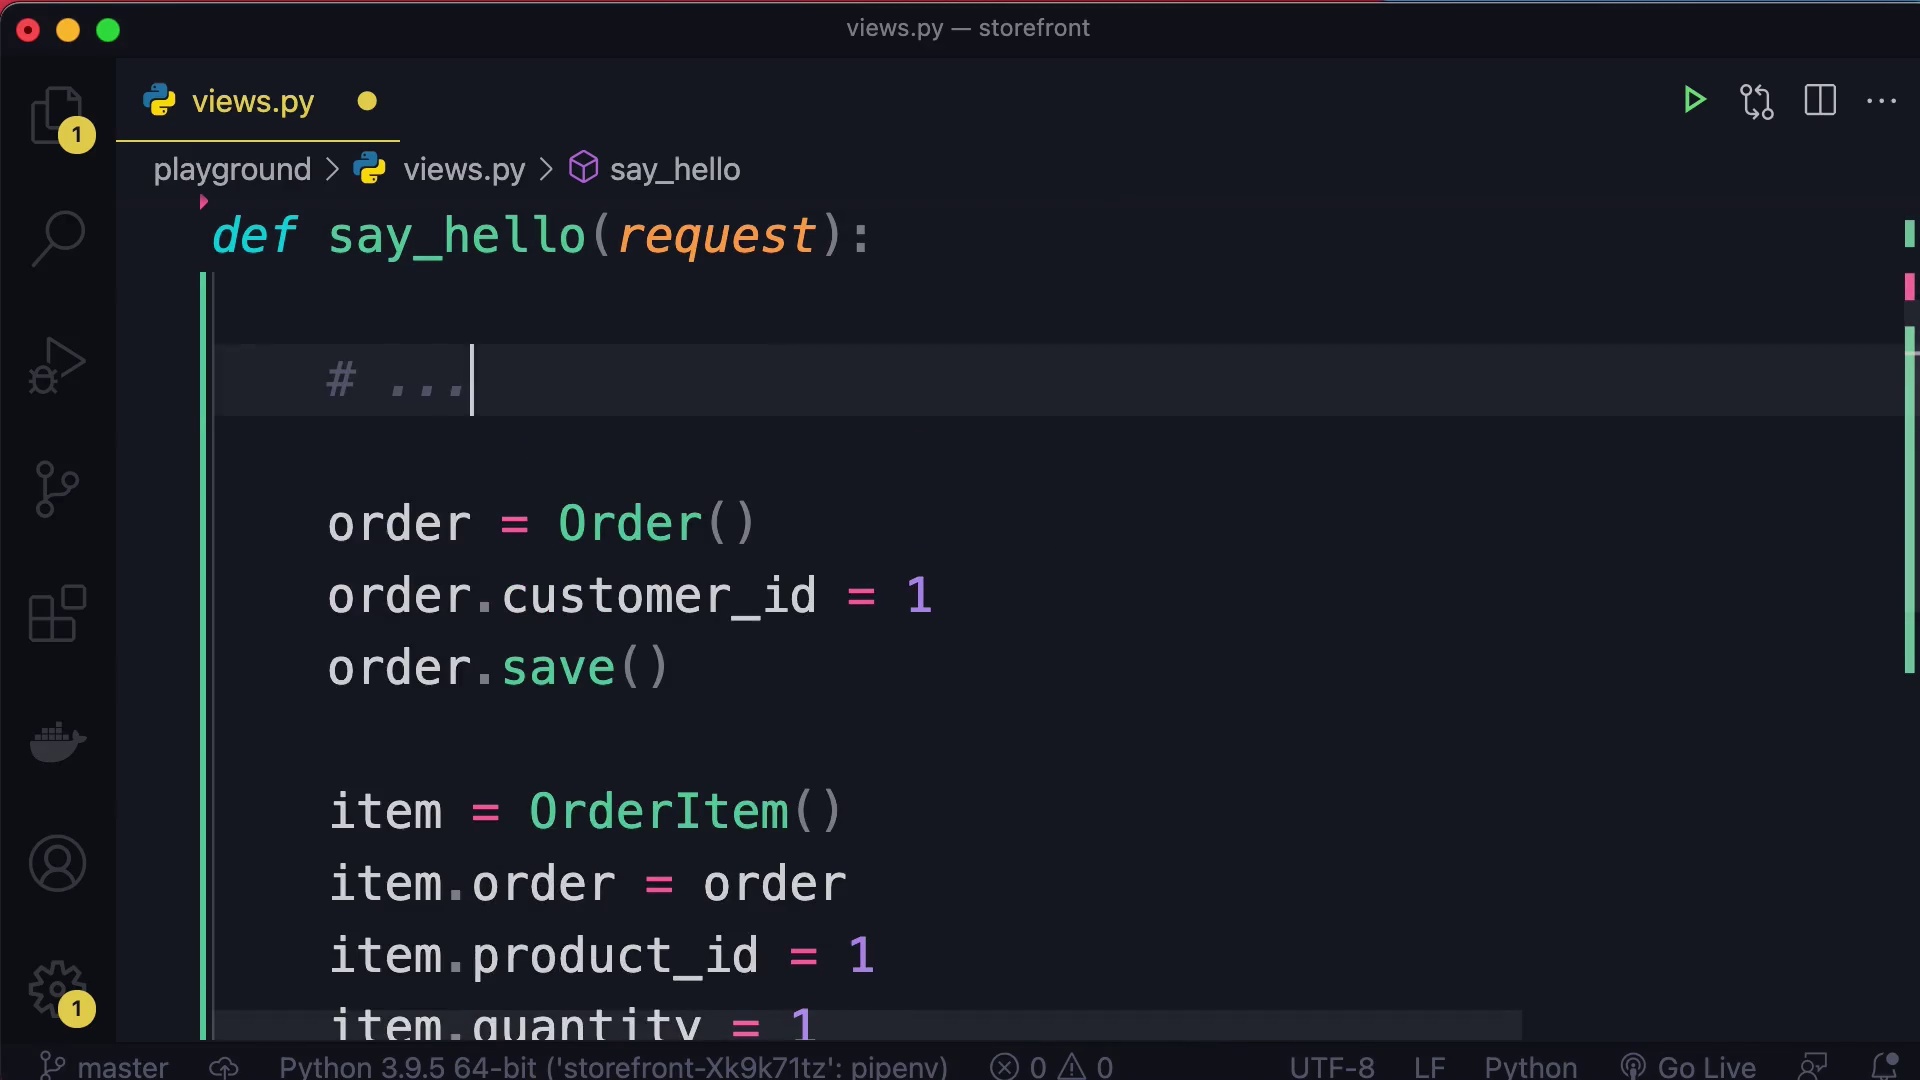 views.py — storefront
views.py
1
playground > views.py > say_hello
def say_hello(request):
# ...
order = Order()
order.customer_id = 1
order.save()
item = OrderItem()
item.order = order
item.product_id = 1
item.quantity = 1
1
master Python 3.9.5 64-bit ('storefront-Xk9k71tz': pipenv) 0 0 UTF-8 LF Python Go Live